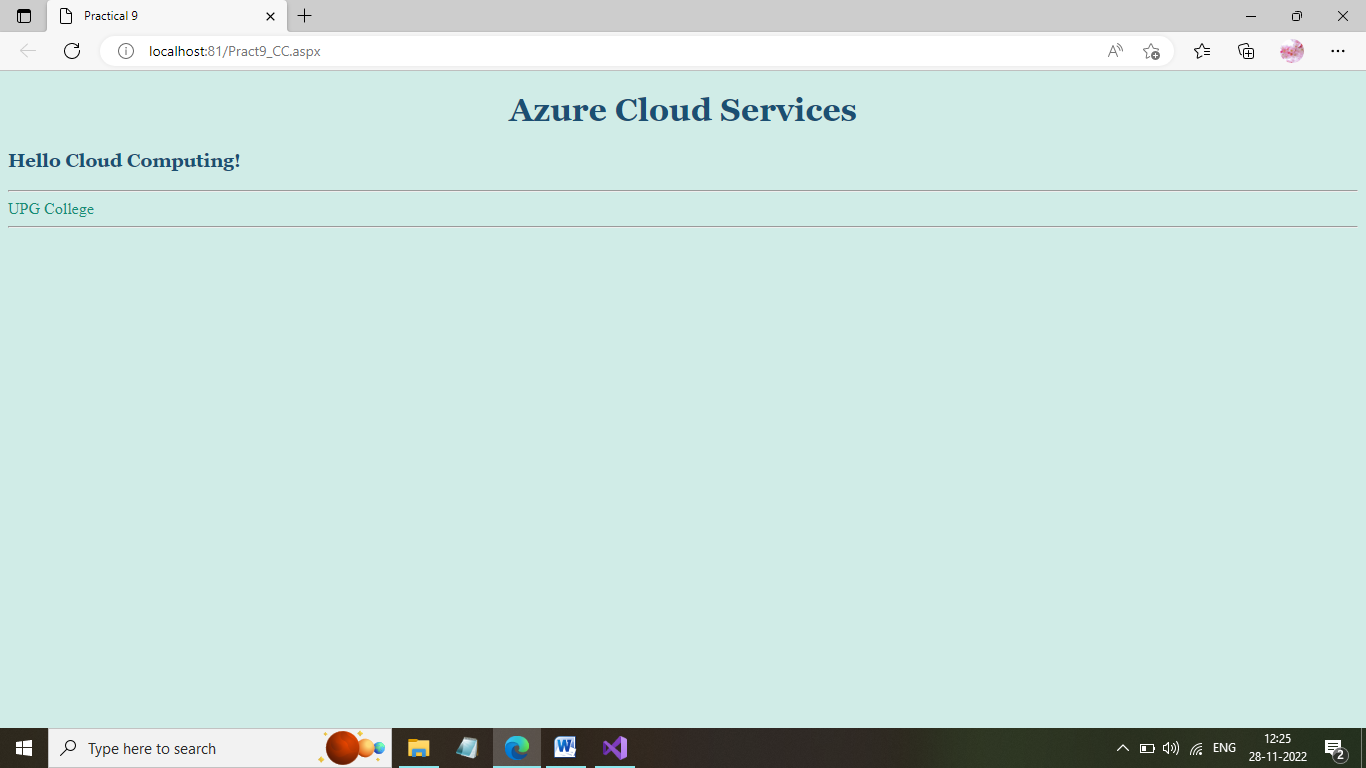 Practical 9
localhost:81/Pract9_CC.aspx
Azure Cloud Services
Hello Cloud Computing!
UPG College
Type here to search
ENG
12:25
28-11-2022
2